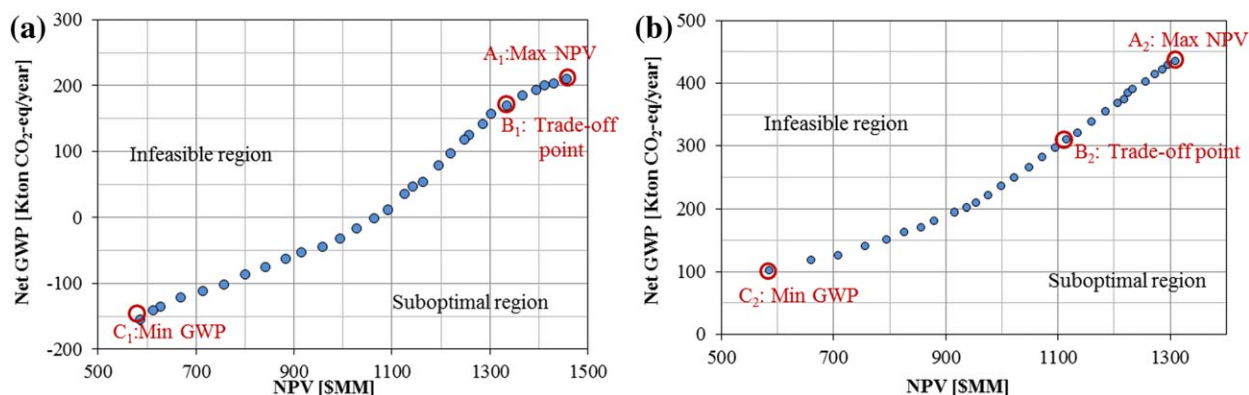 (a)
Net GWP [Kton CO₂-eq/year]
300
200
100
0
-100
-200
A₁:Max NPV
B₁: Trade-off
point
Infeasible region
Suboptimal region
C₁:Min GWP
500 700 900 1100 1300 1500
NPV [$MM]
(b)
Net GWP [Kton CO₂-eq/year]
500
400
300
200
100
0
A₂: Max NPV
Infeasible region
B₂: Trade-off point
Suboptimal region
C₂: Min GWP
500 700 900 1100 1300
NPV [$MM]